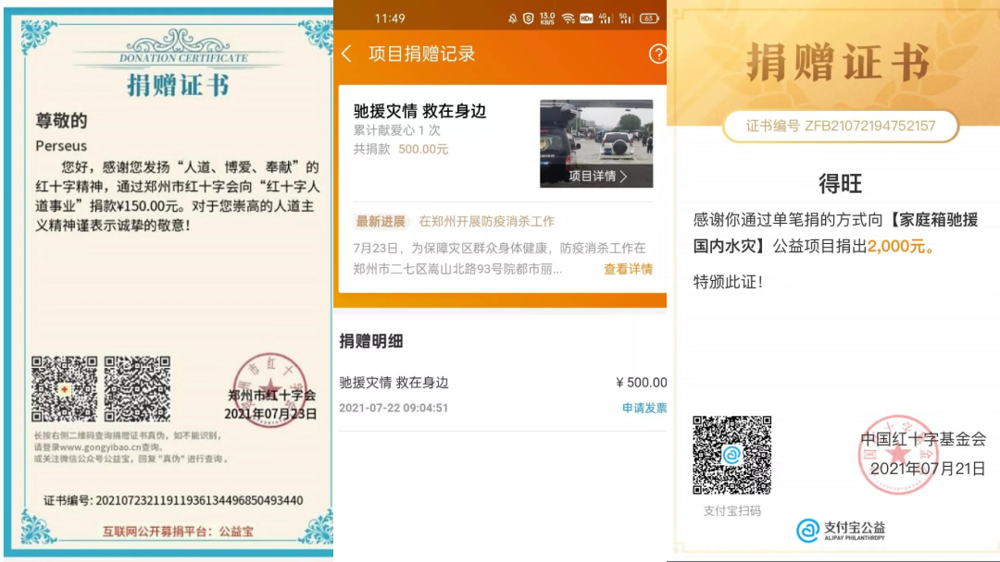 DONATION CERTIFICATE
捐赠证书
尊敬的
Perseus
您好，感谢您发扬“人道、博爱、奉献”的
红十字精神，通过郑州市红十字会向“红十字人
道事业”捐款¥150.00元。对于您崇高的人道主
义精神谨表示诚挚的敬意！
郑州市红十字会
2021年07月23日
长按右侧二维码查询捐赠证书真伪，如不能识别，
请登录www.gongyibao.cn查询。
或关注微信公众号公益宝，回复“真伪”进行查询。
证书编号: 20210723211911936134496850493440
互联网公开募捐平台：公益宝
11:49
13.0
KB/S
HD
4G
5G
65
项目捐赠记录
驰援灾情 救在身边
累计献爱心 1 次
共捐款 500.00元
项目详情
最新进展 在郑州开展防疫消杀工作
7月23日，为保障灾区群众身体健康，防疫消杀工作在
郑州市二七区嵩山北路93号院都市丽... 查看详情
捐赠明细
驰援灾情 救在身边 ¥ 500.00
2021-07-22 09:04:51 申请发票
捐赠证书
证书编号 ZFB21072194752157
得旺
感谢你通过单笔捐的方式向【家庭箱驰援
国内水灾】公益项目捐出2,000元。
特颁此证！
中国红十字基金会
2021年07月21日
支付宝扫码
支付宝公益
ALIPAY PHILANTHROPY